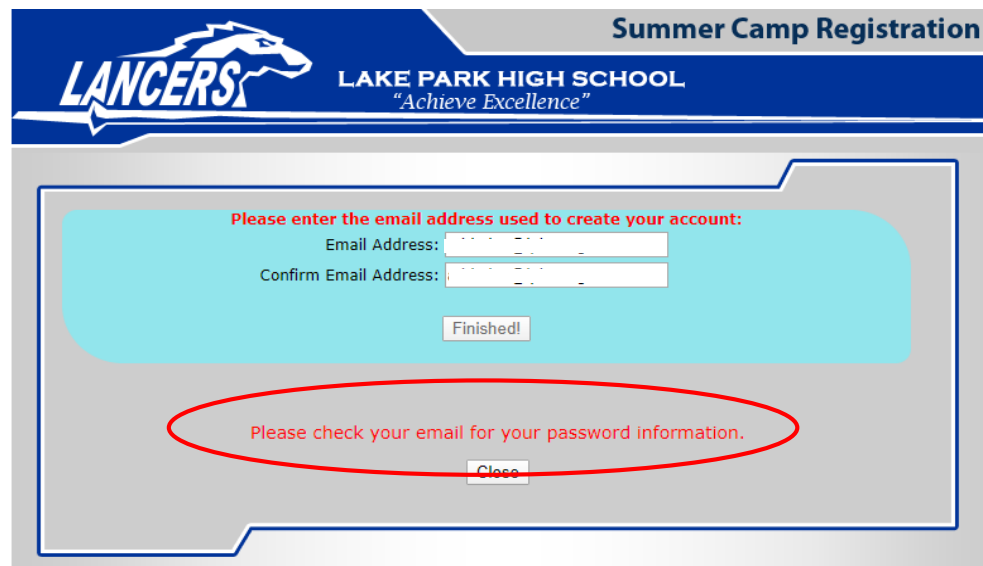 Summer Camp Registration
LANCERS
LAKE PARK HIGH SCHOOL
“Achieve Excellence”
Please enter the email address used to create your account:
Email Address:
Confirm Email Address:
Finished!
Please check your email for your password information.
Close